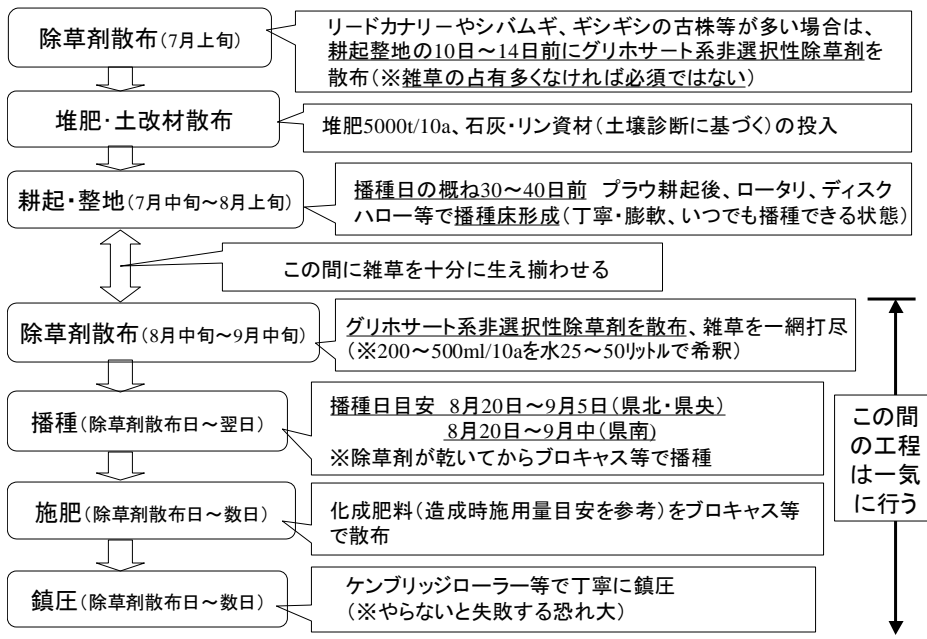 除草剤散布(7月上旬)
リードカナリーやシバムギ、ギシギシの古株等が多い場合は、
耕起整地の10日～14日前にグリホサート系非選択性除草剤を
散布(※雑草の占有多くなければ必須ではない)
堆肥・土改材散布
堆肥5000t/10a、石灰・リン資材(土壌診断に基づく)の投入
耕起・整地(7月中旬～8月上旬)
播種日の概ね30～40日前 プラウ耕起後、ロータリ、ディスク
ハロー等で播種床形成(丁寧・膨軟、いつでも播種できる状態)
この間に雑草を十分に生え揃わせる
除草剤散布(8月中旬～9月中旬)
グリホサート系非選択性除草剤を散布、雑草を一網打尽
(※200～500ml/10aを水25～50リットルで希釈)
播種(除草剤散布日～翌日)
播種日目安 8月20日～9月5日(県北・県央)
8月20日～9月中(県南)
※除草剤が乾いてからブロキャス等で播種
施肥(除草剤散布日～数日)
化成肥料(造成時施用量目安を参考)をブロキャス等
で散布
鎮圧(除草剤散布日～数日)
ケンブリッジローラー等で丁寧に鎮圧
(※やらないと失敗する恐れ大)
この間
の工程
は一気
に行う